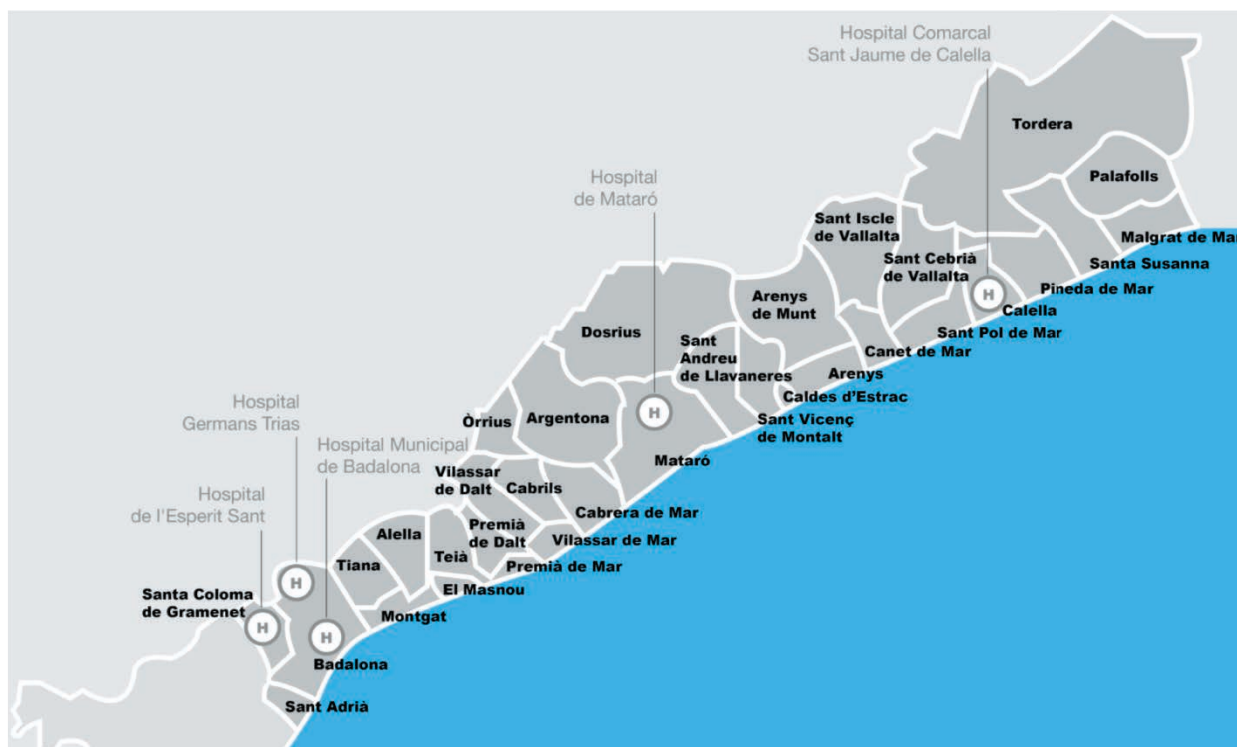 Hospital Comarcal
Sant Jaume de Calella
Tordera
Palafolls
Hospital
de Mataró
Sant Iscle
de Vallalta
Malgrat de Mar
Sant Cebrià
de Vallalta
Santa Susanna
H
Pineda de Mar
Arenys
de Munt
Calella
Dosrius
Sant Pol de Mar
Sant
Andreu
de Llavaneres
Canet de Mar
Arenys
Caldes d'Estrac
Hospital
Germans Trias
H
Òrrius
Argentona
Sant Vicenç
de Montalt
Hospital Municipal
de Badalona
Mataró
Vilassar
de Dalt
Cabrils
Hospital
de l'Esperit Sant
Cabrera de Mar
Alella
Premià
de Dalt
Vilassar de Mar
Teià
Tiana
Premià de Mar
H
El Masnou
Santa Coloma
de Gramenet
Montgat
H
H
Badalona
Sant Adrià